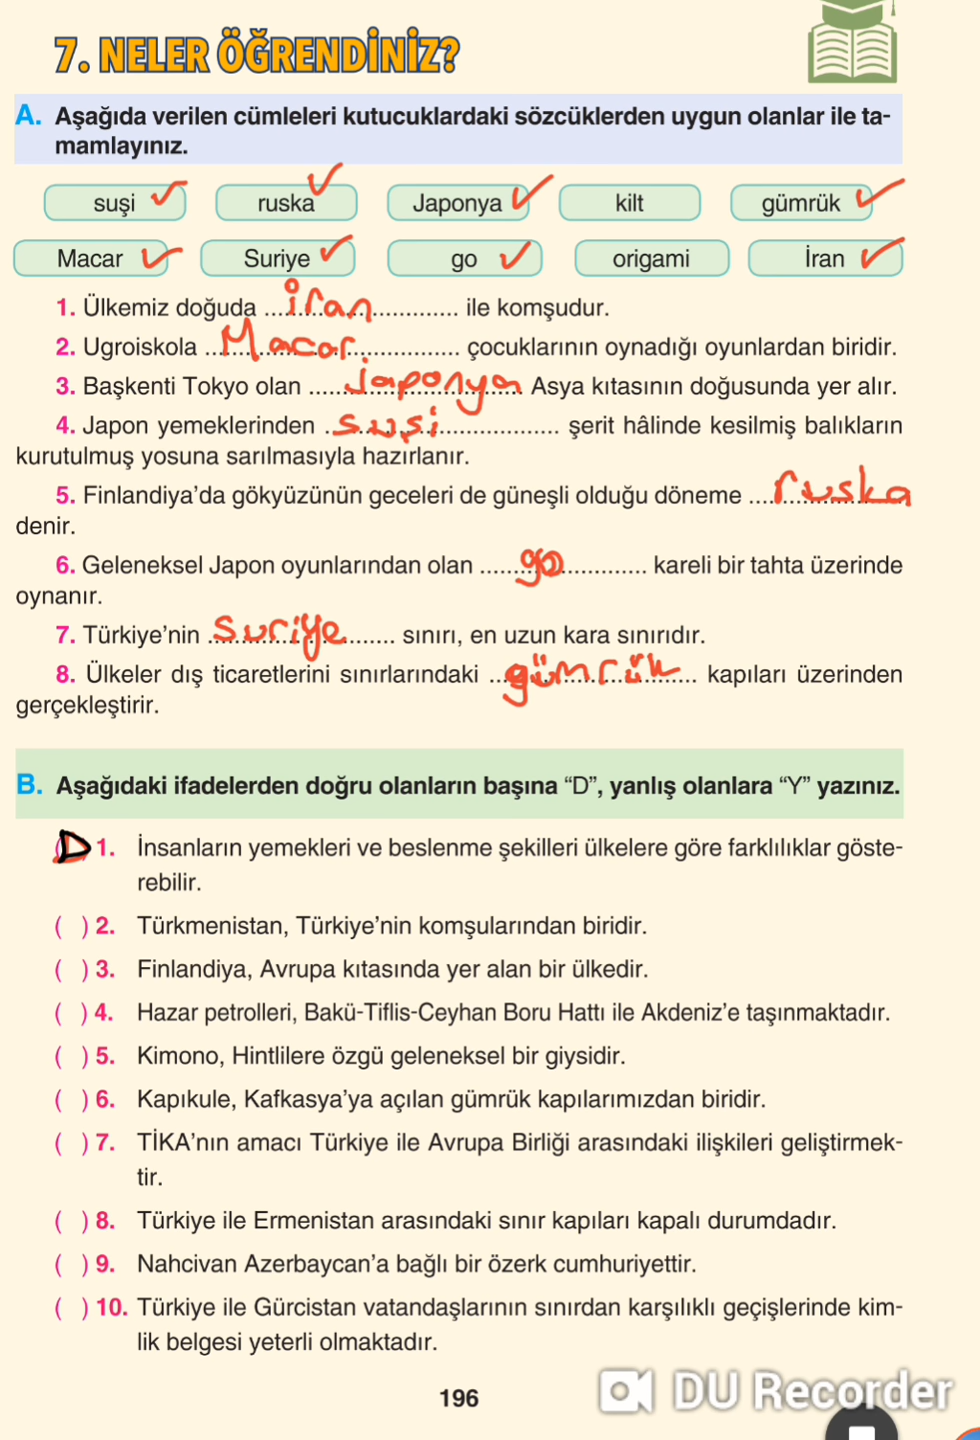 7. NELER ÖĞRENDİNİZ?
A. Aşağıda verilen cümleleri kutucuklardaki sözcüklerden uygun olanlar ile ta-
mamlayınız.
suşi ruska Japonya kilt gümrük
Macar Suriye go origami İran
1. Ülkemiz doğuda ... iran ... ile komşudur.
2. Ugroiskola ... Macar ... çocuklarının oynadığı oyunlardan biridir.
3. Başkenti Tokyo olan ... Japonya ... Asya kıtasının doğusunda yer alır.
4. Japon yemeklerinden ... suşi ... şerit hâlinde kesilmiş balıkların
kurutulmuş yosuna sarılmasıyla hazırlanır.
5. Finlandiya’da gökyüzünün geceleri de güneşli olduğu döneme ... ruska
denir.
6. Geleneksel Japon oyunlarından olan ... go ... kareli bir tahta üzerinde
oynanır.
7. Türkiye’nin ... suriye ... sınırı, en uzun kara sınırıdır.
8. Ülkeler dış ticaretlerini sınırlarındaki ... gümrük ... kapıları üzerinden
gerçekleştirir.
B. Aşağıdaki ifadelerden doğru olanların başına “D”, yanlış olanlara “Y” yazınız.
(D) 1. İnsanların yemekleri ve beslenme şekilleri ülkelere göre farklılıklar göste-
rebilir.
( ) 2. Türkmenistan, Türkiye’nin komşularından biridir.
( ) 3. Finlandiya, Avrupa kıtasında yer alan bir ülkedir.
( ) 4. Hazar petrolleri, Bakü-Tiflis-Ceyhan Boru Hattı ile Akdeniz’e taşınmaktadır.
( ) 5. Kimono, Hintlilere özgü geleneksel bir giysidir.
( ) 6. Kapıkule, Kafkasya’ya açılan gümrük kapılarımızdan biridir.
( ) 7. TİKA’nın amacı Türkiye ile Avrupa Birliği arasındaki ilişkileri geliştirmek-
tir.
( ) 8. Türkiye ile Ermenistan arasındaki sınır kapıları kapalı durumdadır.
( ) 9. Nahcivan Azerbaycan’a bağlı bir özerk cumhuriyettir.
( ) 10. Türkiye ile Gürcistan vatandaşlarının sınırdan karşılıklı geçişlerinde kim-
lik belgesi yeterli olmaktadır.
196
DU Recorder